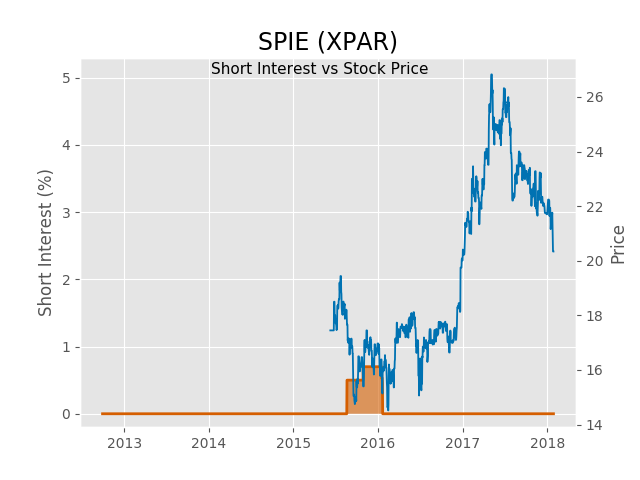 SPIE (XPAR)
Short Interest vs Stock Price
Short Interest (%)
5
4
3
2
1
0
26
24
22
20
18
16
14
Price
2013 2014 2015 2016 2017 2018